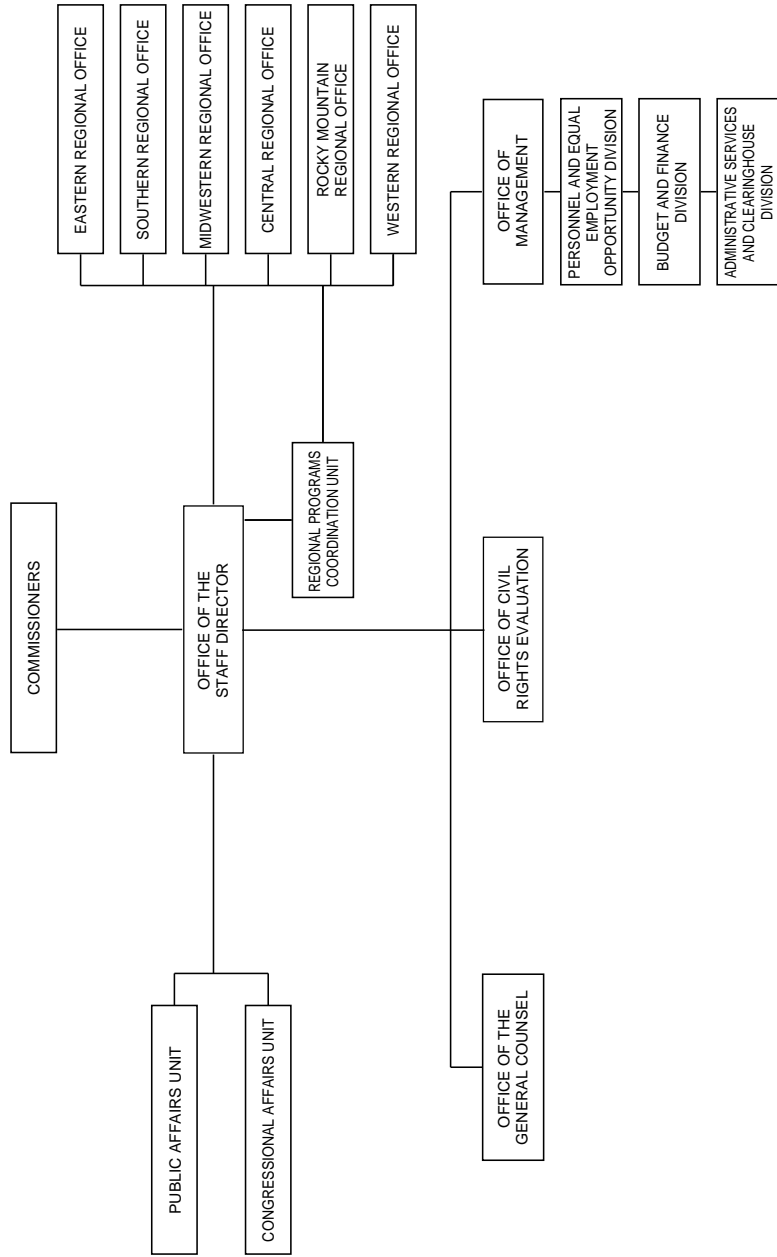 COMMISSIONERS
OFFICE OF THE
STAFF DIRECTOR
PUBLIC AFFAIRS UNIT
CONGRESSIONAL AFFAIRS UNIT
REGIONAL PROGRAMS
COORDINATION UNIT
EASTERN REGIONAL OFFICE
SOUTHERN REGIONAL OFFICE
MIDWESTERN REGIONAL OFFICE
CENTRAL REGIONAL OFFICE
ROCKY MOUNTAIN
REGIONAL OFFICE
WESTERN REGIONAL OFFICE
OFFICE OF THE
GENERAL COUNSEL
OFFICE OF CIVIL
RIGHTS EVALUATION
OFFICE OF
MANAGEMENT
PERSONNEL AND EQUAL
EMPLOYMENT
OPPORTUNITY DIVISION
BUDGET AND FINANCE
DIVISION
ADMINISTRATIVE SERVICES
AND CLEARINGHOUSE
DIVISION